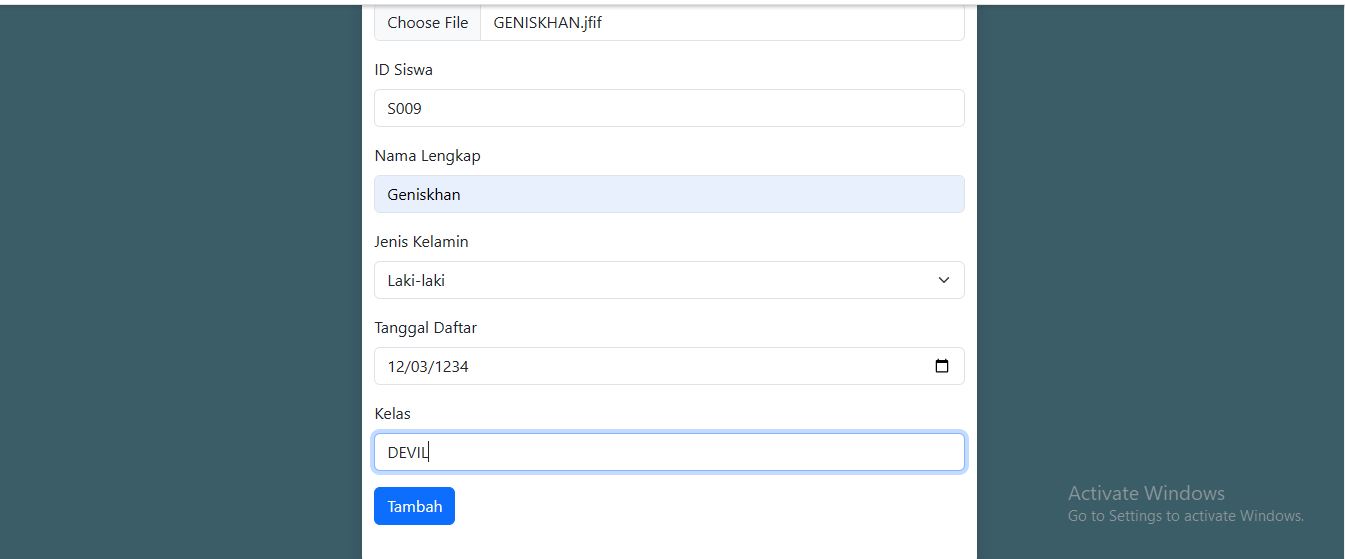 Choose File GENISKHAN.jfif
ID Siswa
S009
Nama Lengkap
Geniskhan
Jenis Kelamin
Laki-laki
Tanggal Daftar
12/03/1234
Kelas
DEVIL
Tambah
Activate Windows
Go to Settings to activate Windows.